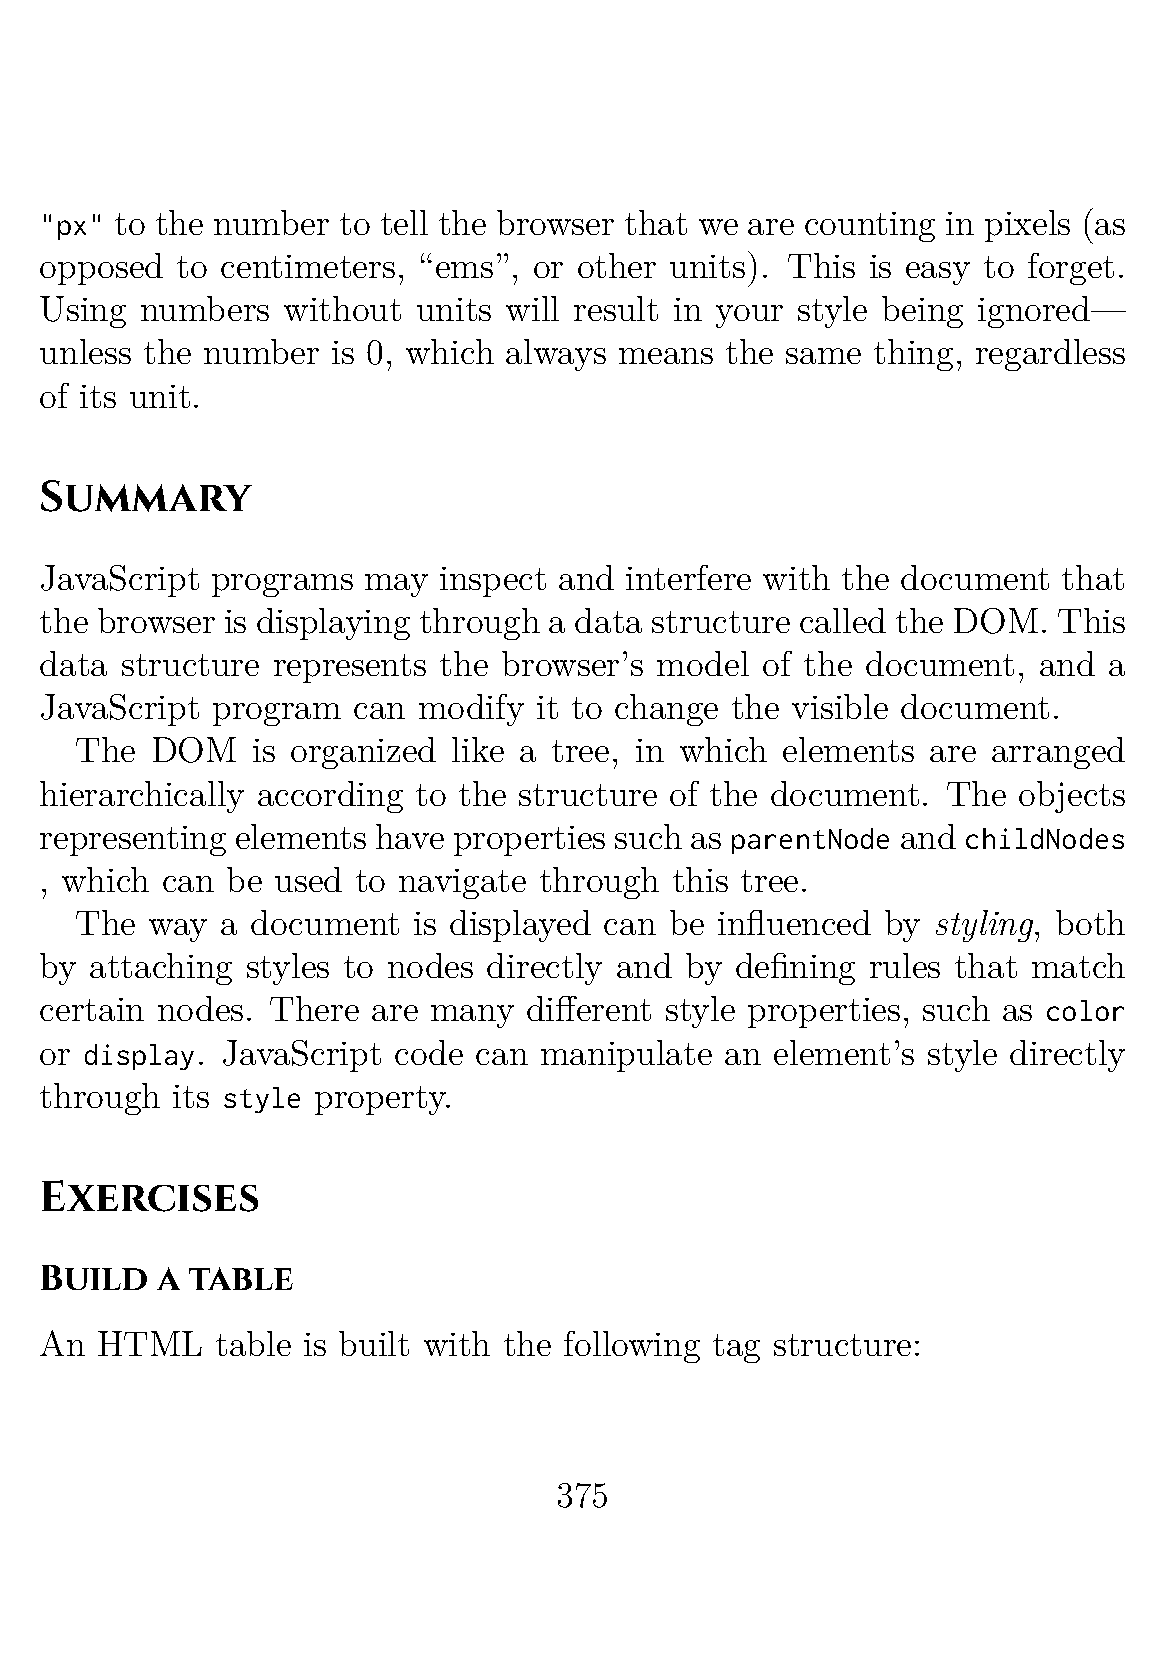 "px" to the number to tell the browser that we are counting in pixels (as
opposed to centimeters, “ems”, or other units). This is easy to forget.
Using numbers without units will result in your style being ignored—
unless the number is 0, which always means the same thing, regardless
of its unit.
Summary
JavaScript programs may inspect and interfere with the document that
the browser is displaying through a data structure called the DOM. This
data structure represents the browser’s model of the document, and a
JavaScript program can modify it to change the visible document.
The DOM is organized like a tree, in which elements are arranged
hierarchically according to the structure of the document. The objects
representing elements have properties such as parentNode and childNodes
, which can be used to navigate through this tree.
The way a document is displayed can be influenced by styling, both
by attaching styles to nodes directly and by defining rules that match
certain nodes. There are many different style properties, such as color
or display. JavaScript code can manipulate an element’s style directly
through its style property.
Exercises
Build a table
An HTML table is built with the following tag structure:
375